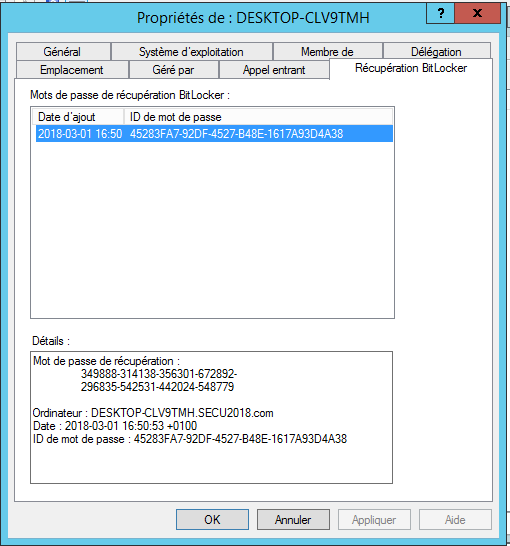 Propriétés de : DESKTOP-CLV9TMH
? x
Général Système d'exploitation Membre de Délégation
Emplacement Géré par Appel entrant Récupération BitLocker
Mots de passe de récupération BitLocker :
Date d'ajout ID de mot de passe
2018-03-01 16:50 45283FA7-92DF-4527-B48E-1617A93D4A38
Détails :
Mot de passe de récupération :
349888-314138-356301-672892-
296835-542531-442024-548779
Ordinateur : DESKTOP-CLV9TMH.SECU2018.com
Date : 2018-03-01 16:50:53 +0100
ID de mot de passe : 45283FA7-92DF-4527-B48E-1617A93D4A38
OK Annuler Appliquer Aide